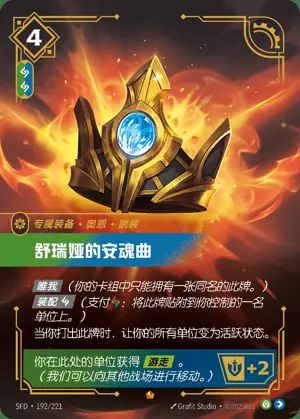 4
专属装备·奥恩·武装
舒瑞娅的安魂曲
唯我 (你的卡组中只能拥有一张同名的此牌。)
装配 (支付 : 将此牌贴附到你控制的一名
单位上。)
当你打出此牌时，让你的所有单位变为活跃状态。
你在此处的单位获得 游走 。
(我们可以向其他战场进行移动。)
+2
SFD · 192/221
Grafit Studio · ©2025RGI